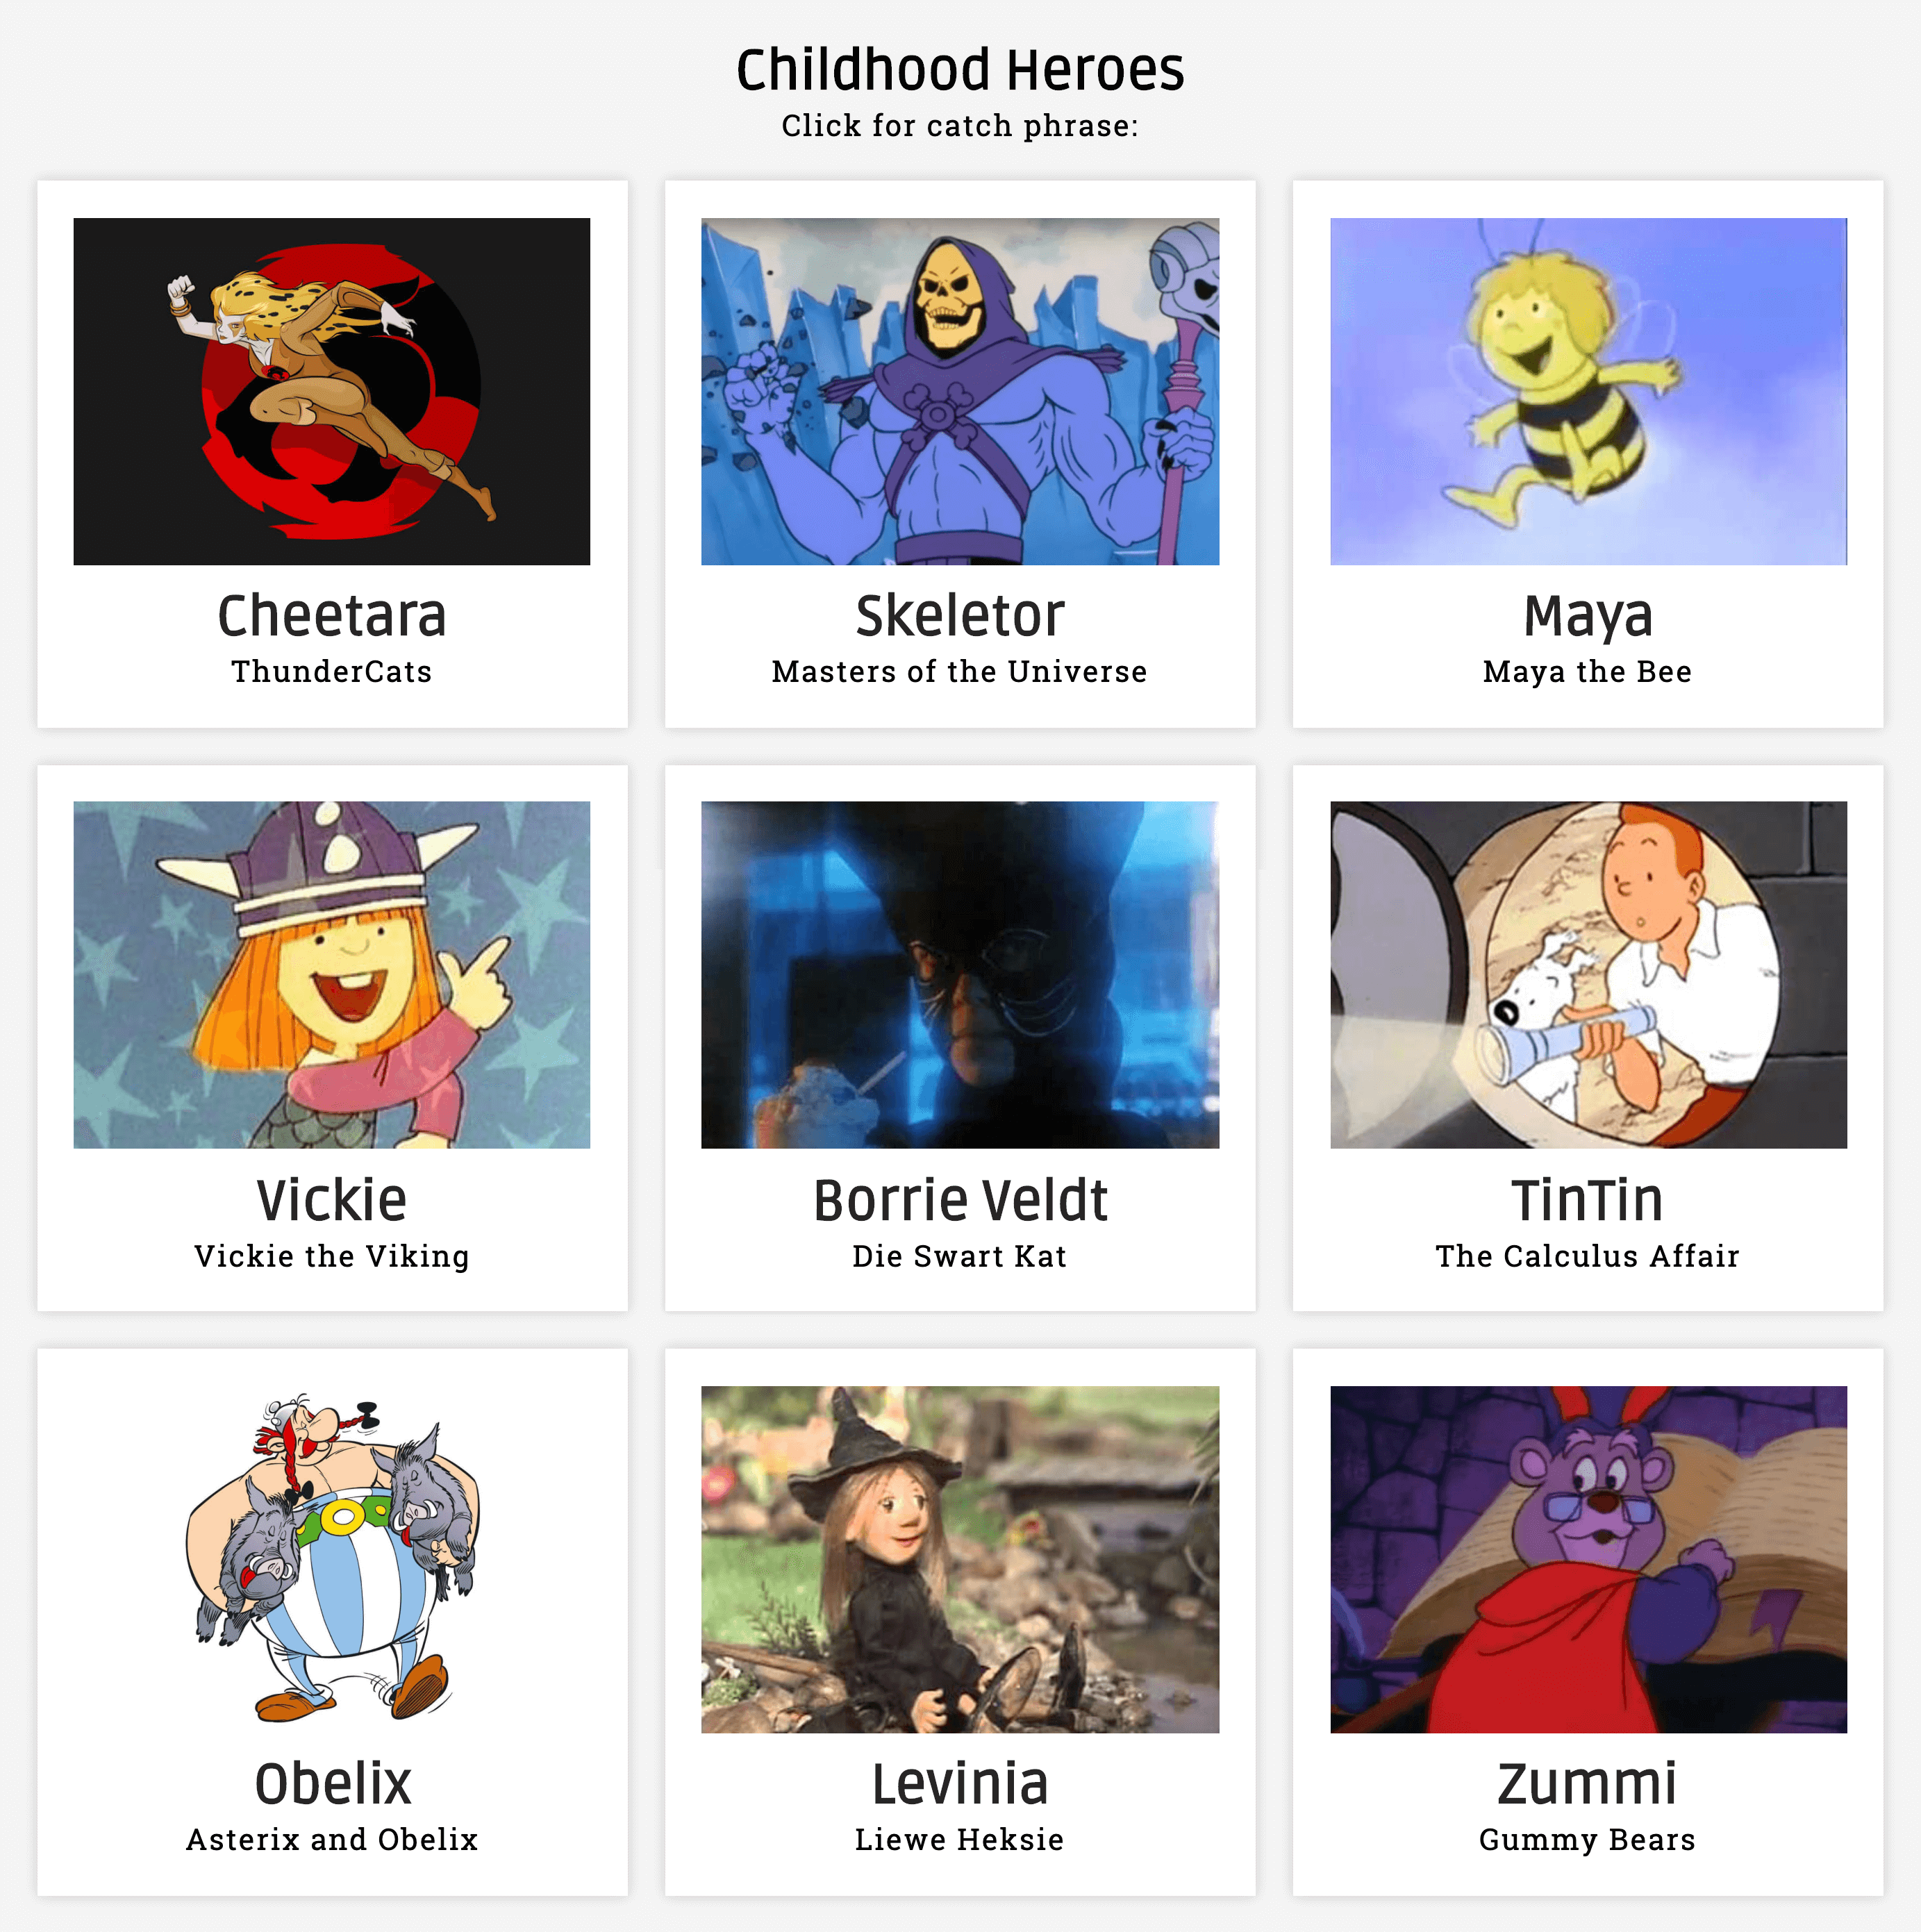 Childhood Heroes
Click for catch phrase:
Cheetara
ThunderCats
Skeletor
Masters of the Universe
Maya
Maya the Bee
Vickie
Vickie the Viking
Borrie Veldt
Die Swart Kat
TinTin
The Calculus Affair
Obelix
Asterix and Obelix
Levinia
Liewe Heksie
Zummi
Gummy Bears